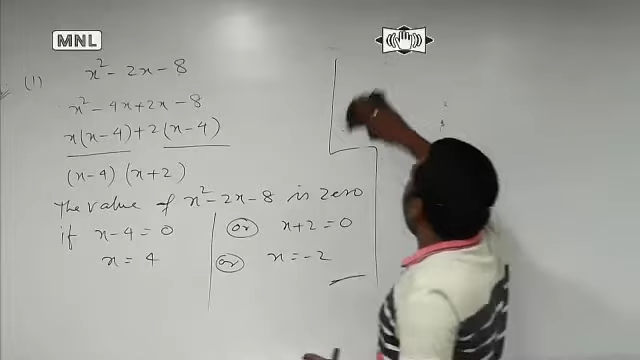 MNL
(1) x² - 2x - 8
x² - 4x + 2x - 8
x(x-4) + 2(x-4)
(x-4) (x+2)
The value of x² - 2x - 8 is zero
if x - 4 = 0 or x + 2 = 0
x = 4 or x = -2